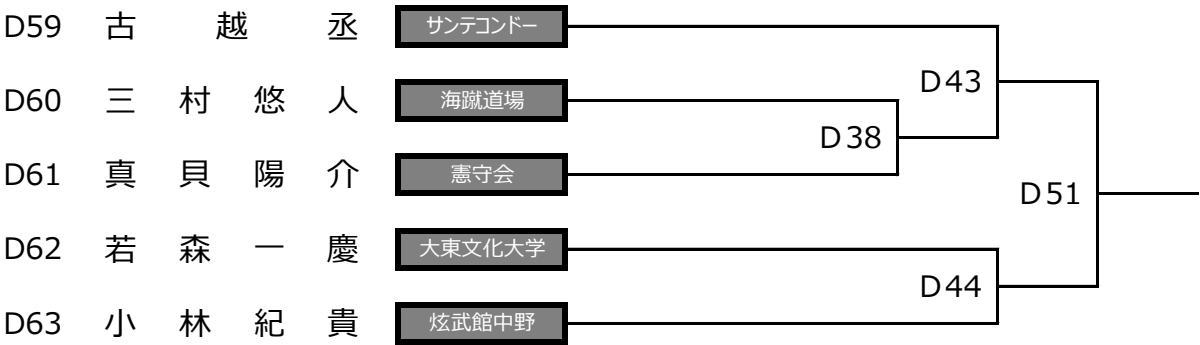 D59 古越丞 サンテコンドー
D43
D60 三村悠人 海蹴道場
D38
D61 真貝陽介 憲守会
D51
D62 若森一慶 大東文化大学
D44
D63 小林紀貴 炫武館中野